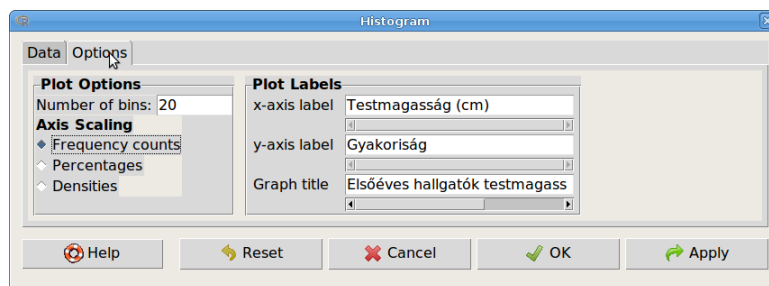 Histogram
Data Options
Plot Options
Number of bins: 20
Axis Scaling
Frequency counts
Percentages
Densities
Plot Labels
x-axis label Testmagasság (cm)
y-axis label Gyakoriság
Graph title Elsőéves hallgatók testmagass
Help Reset Cancel OK Apply